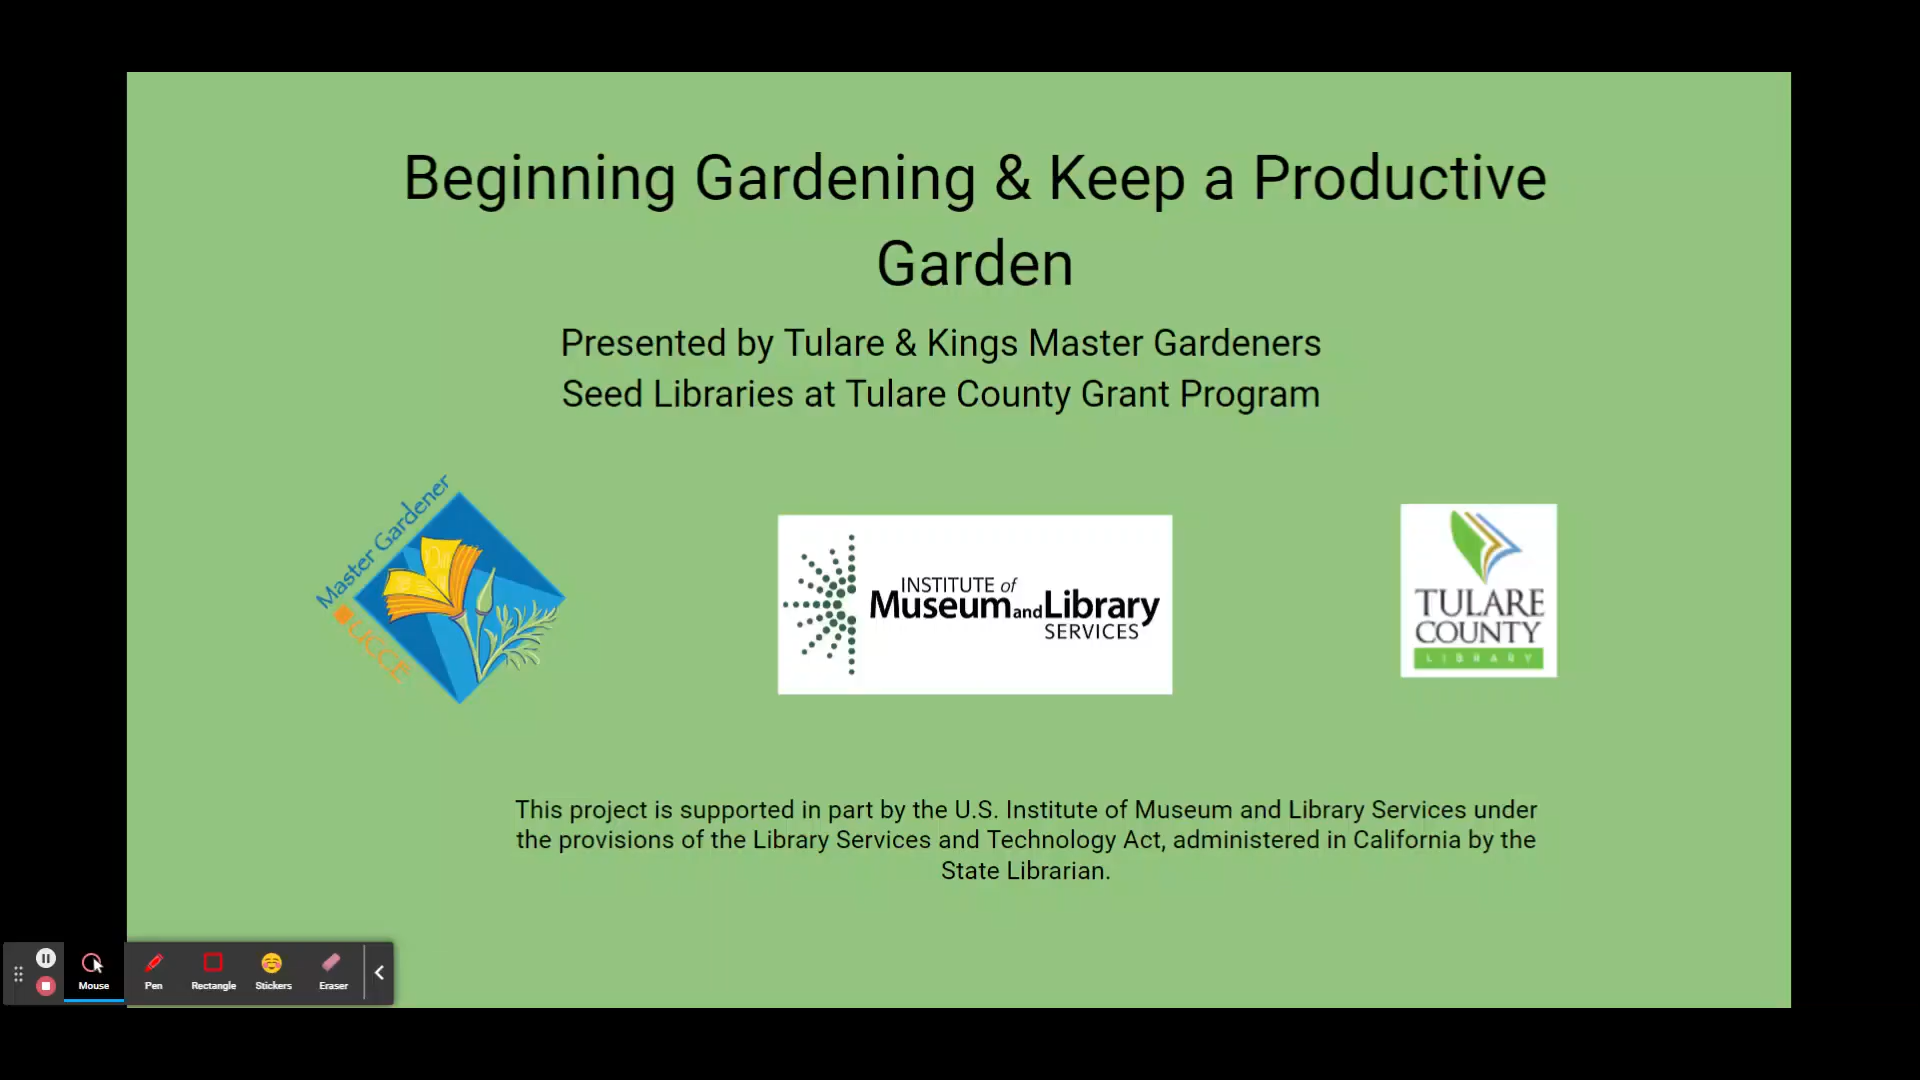 Beginning Gardening & Keep a Productive
Garden
Presented by Tulare & Kings Master Gardeners
Seed Libraries at Tulare County Grant Program
Master Gardener
UCCE
INSTITUTE of
Museum and Library
SERVICES
TULARE
COUNTY
LIBRARY
This project is supported in part by the U.S. Institute of Museum and Library Services under
the provisions of the Library Services and Technology Act, administered in California by the
State Librarian.
Mouse
Pen
Rectangle
Stickers
Eraser